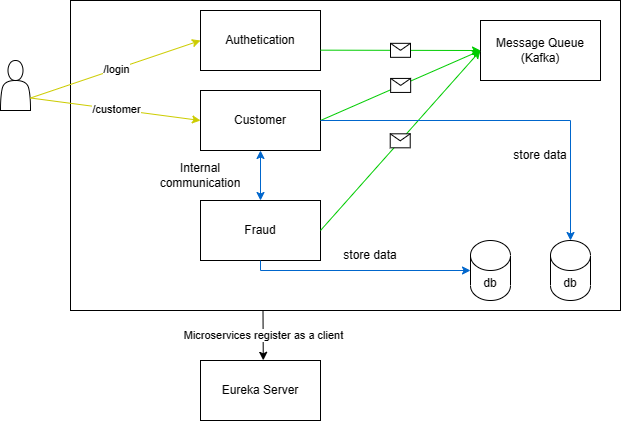 Authetication
Message Queue
(Kafka)
/login
/customer
Customer
store data
Internal
communication
Fraud
store data
db
db
Microservices register as a client
Eureka Server